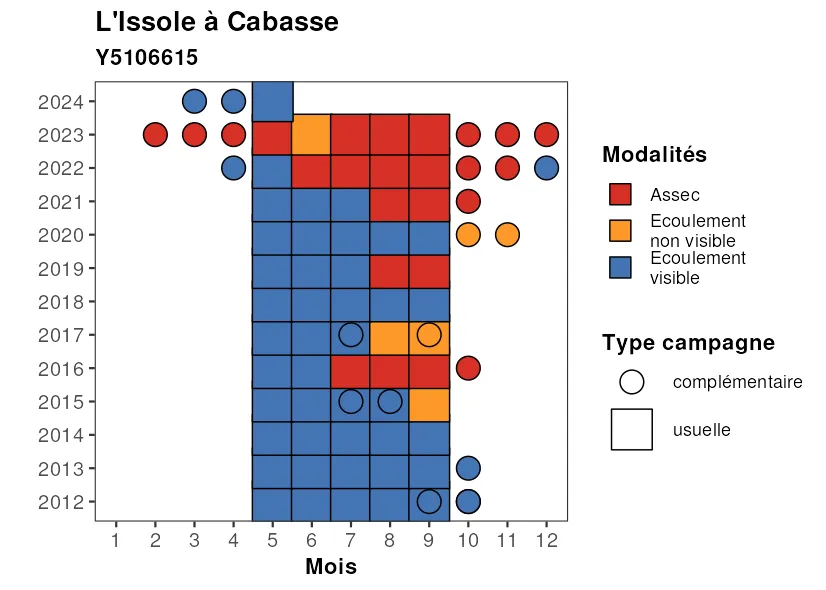 L'Issole à Cabasse
Y5106615
2024
2023
2022
2021
2020
2019
2018
2017
2016
2015
2014
2013
2012
1 2 3 4 5 6 7 8 9 10 11 12
Mois
Modalités
Assec
Ecoulement
non visible
Ecoulement
visible
Type campagne
complémentaire
usuelle